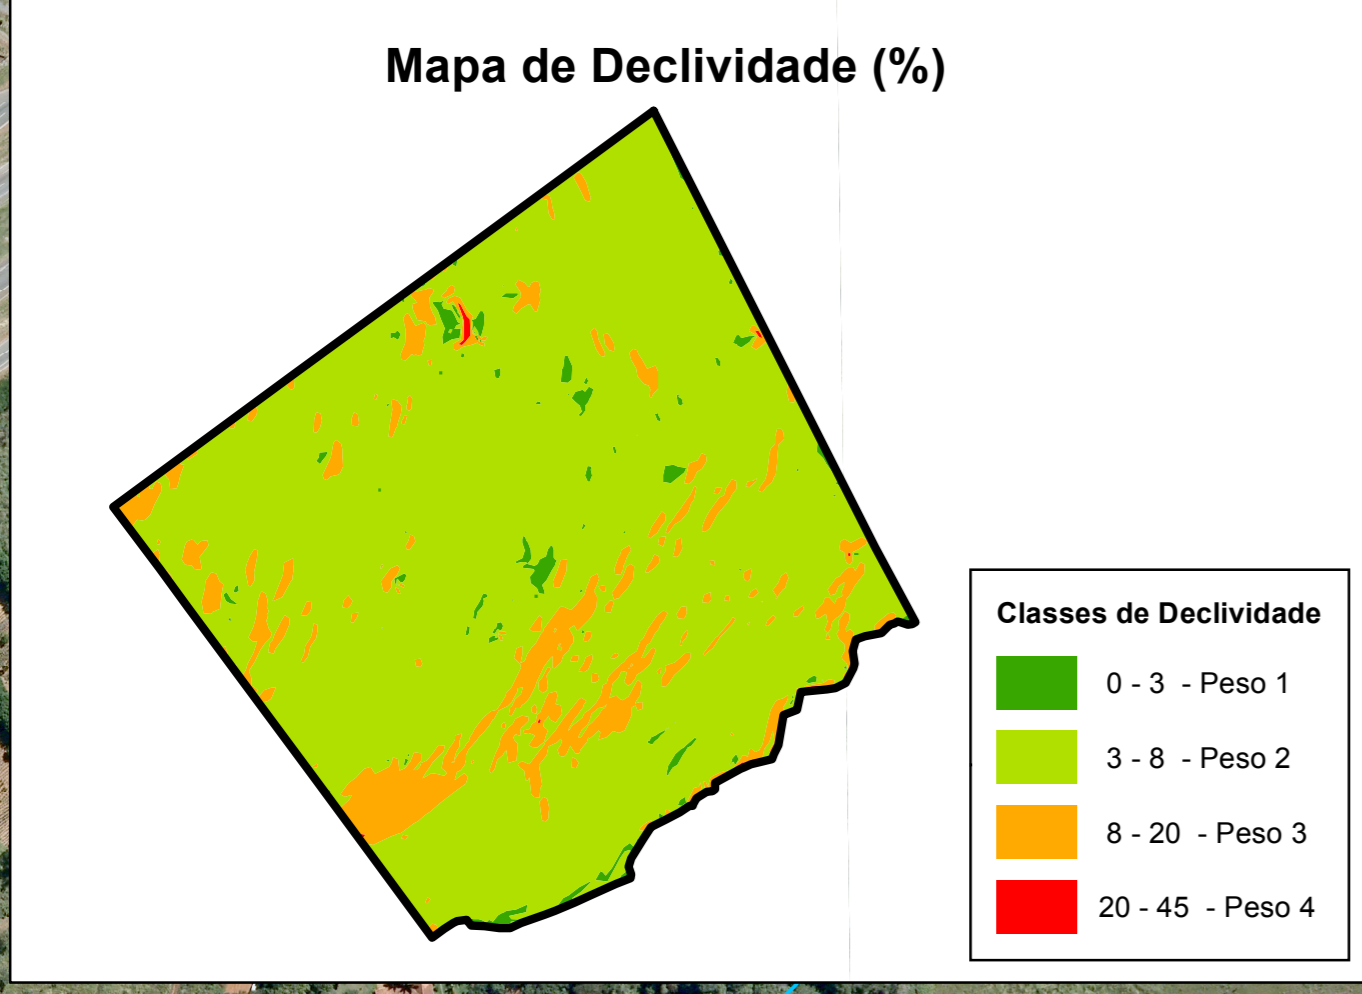 Mapa de Declividade (%)
Classes de Declividade
0 - 3 - Peso 1
3 - 8 - Peso 2
8 - 20 - Peso 3
20 - 45 - Peso 4